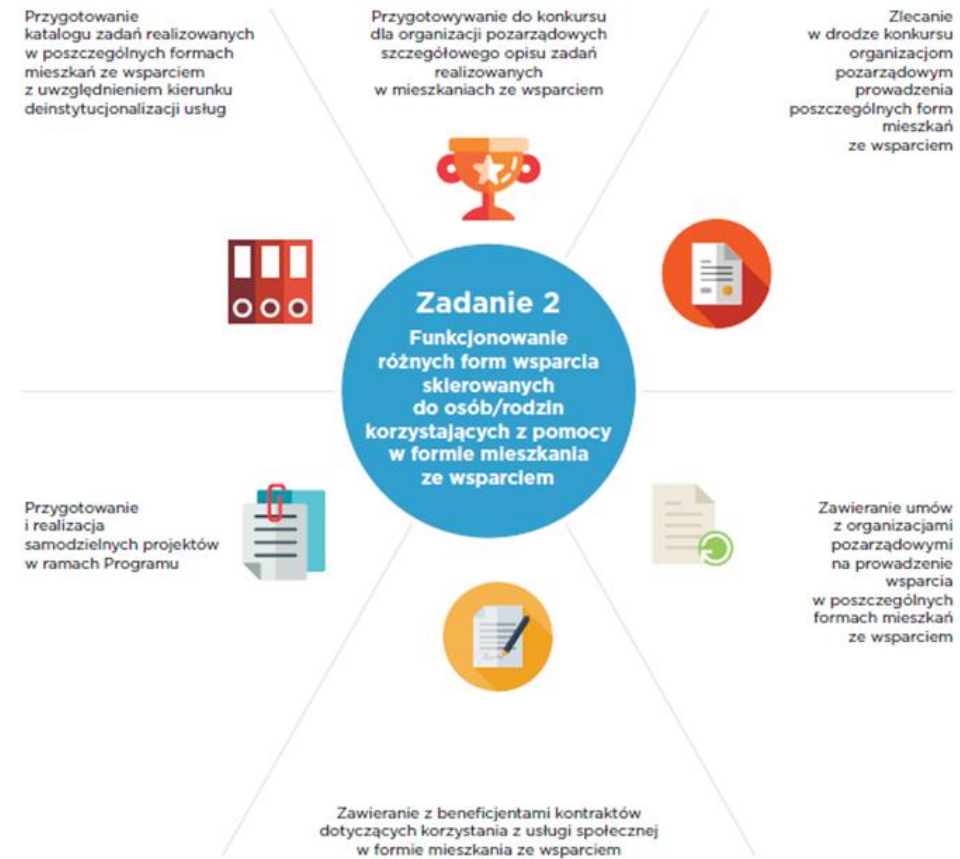 Przygotowanie
katalogu zadań realizowanych
w poszczególnych formach
mieszkań ze wsparciem
z uwzględnieniem kierunku
deinstytucjonalizacji usług
Przygotowywanie do konkursu
dla organizacji pozarządowych
szczegółowego opisu zadań
realizowanych
w mieszkaniach ze wsparciem
Zlecanie
w drodze konkursu
organizacjom
pozarządowym
prowadzenia
poszczególnych form
mieszkań
ze wsparciem
Zadanie 2
Funkcjonowanie
różnych form wsparcia
skierowanych
do osób/rodzin
korzystających z pomocy
w formie mieszkania
ze wsparciem
Przygotowanie
i realizacja
samodzielnych projektów
w ramach Programu
Zawieranie umów
z organizacjami
pozarządowymi
na prowadzenie
wsparcia
w poszczególnych
formach mieszkań
ze wsparciem
Zawieranie z beneficjentami kontraktów
dotyczących korzystania z usługi społecznej
w formie mieszkania ze wsparciem